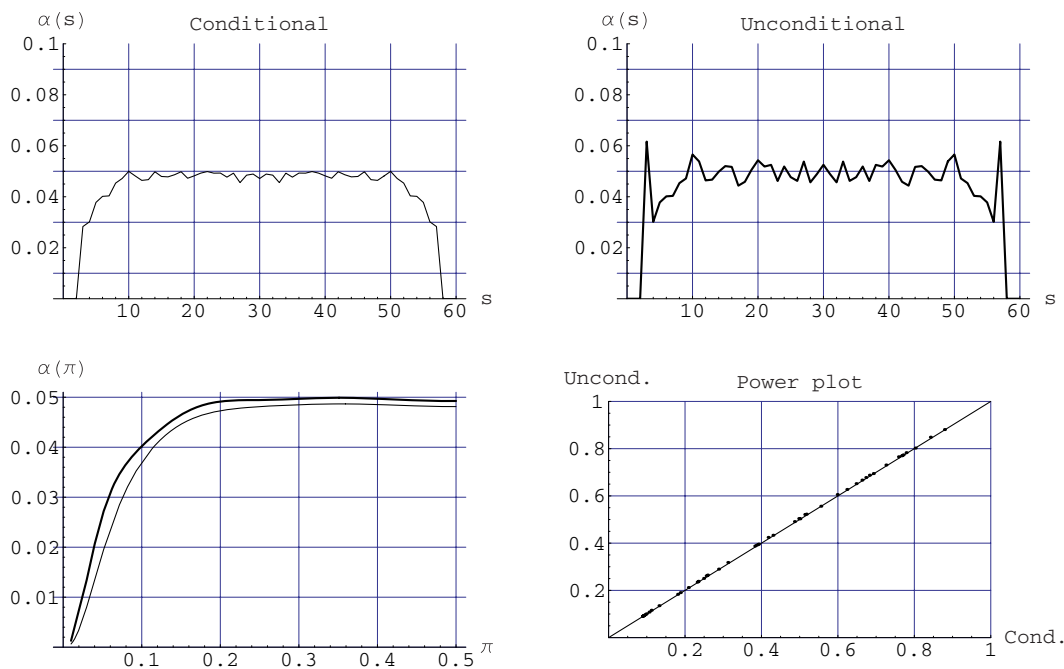 α(s)
Conditional
0.1
0.08
0.06
0.04
0.02
10 20 30 40 50 60
s
α(s)
Unconditional
0.1
0.08
0.06
0.04
0.02
10 20 30 40 50 60
s
α(π)
0.05
0.04
0.03
0.02
0.01
0.1 0.2 0.3 0.4 0.5
π
Uncond.
Power plot
1
0.8
0.6
0.4
0.2
0.2 0.4 0.6 0.8 1
Cond.